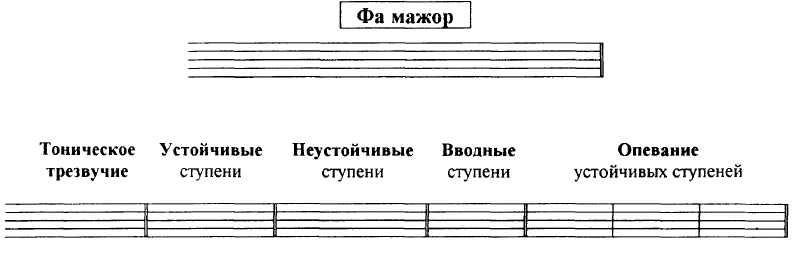 Фа мажор
Тоническое Устойчивые Неустойчивые Вводные Опевание
трезвучие ступени ступени ступени устойчивых ступеней